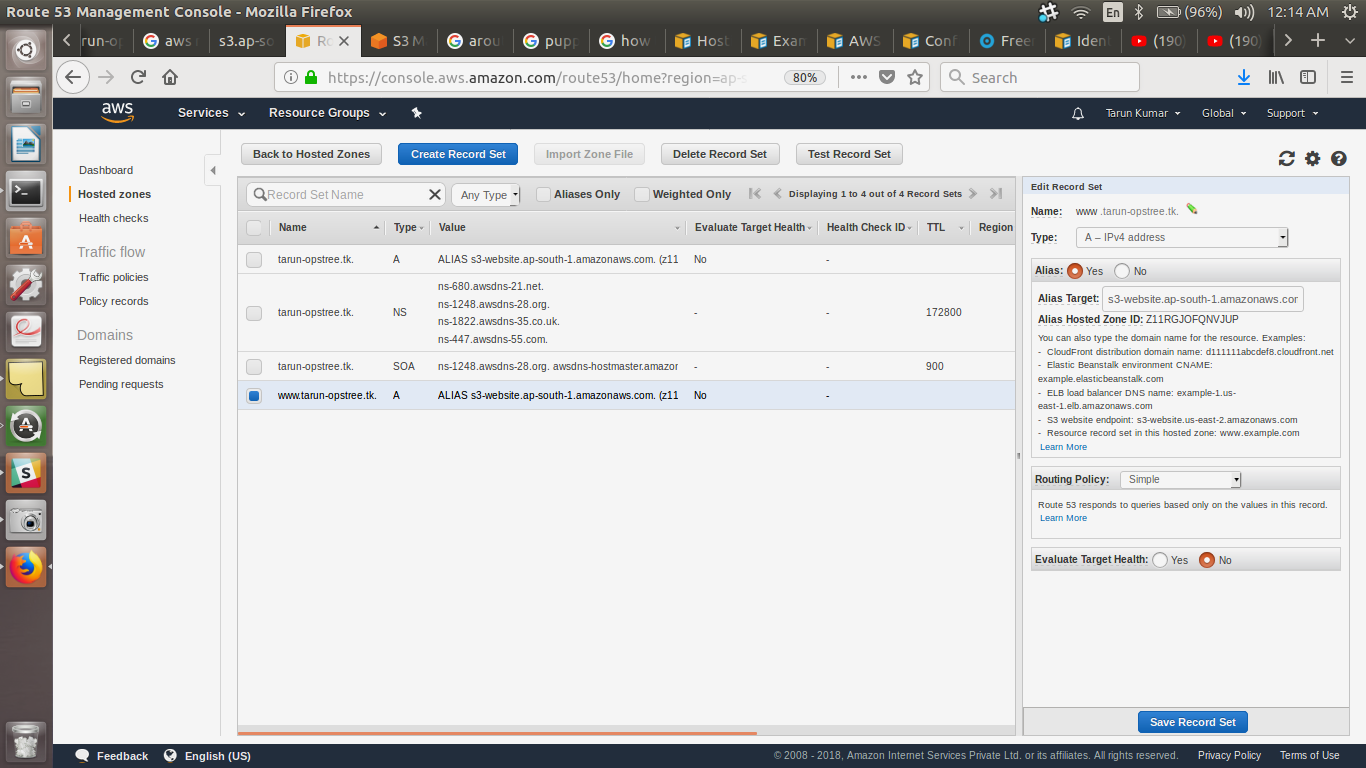 Route 53 Management Console - Mozilla Firefox
En
(96%)
12:14 AM
aws
s3.ap-so
Ro
S3 M
arou
pupp
how
Host
Exan
AWS
Conf
Free
Ident
(190)
(190)
https://console.aws.amazon.com/route53/home?region=ap-s
80%
Search
aws
Services
Resource Groups
Tarun Kumar
Global
Support
Dashboard
Hosted zones
Health checks
Traffic flow
Traffic policies
Policy records
Domains
Registered domains
Pending requests
Back to Hosted Zones
Create Record Set
Import Zone File
Delete Record Set
Test Record Set
Record Set Name
Any Type
Aliases Only
Weighted Only
Displaying 1 to 4 out of 4 Record Sets
Name Type Value Evaluate Target Health Health Check ID TTL Region
tarun-opstree.tk. A ALIAS s3-website.ap-south-1.amazonaws.com. (z11 No -
tarun-opstree.tk. NS
ns-680.awsdns-21.net.
ns-1248.awsdns-28.org.
ns-1822.awsdns-35.co.uk.
ns-447.awsdns-55.com.
- - 172800
tarun-opstree.tk. SOA ns-1248.awsdns-28.org. awsdns-hostmaster.amazor - - 900
www.tarun-opstree.tk. A ALIAS s3-website.ap-south-1.amazonaws.com. (z11 No -
Edit Record Set
Name: www .tarun-opstree.tk.
Type: A – IPv4 address
Alias: Yes No
Alias Target: s3-website.ap-south-1.amazonaws.cor
Alias Hosted Zone ID: Z11RGJOFQNVJUP
You can also type the domain name for the resource. Examples:
- CloudFront distribution domain name: d111111abcdef8.cloudfront.net
- Elastic Beanstalk environment CNAME:
example.elasticbeanstalk.com
- ELB load balancer DNS name: example-1.us-
east-1.elb.amazonaws.com
- S3 website endpoint: s3-website.us-east-2.amazonaws.com
- Resource record set in this hosted zone: www.example.com
Learn More
Routing Policy: Simple
Route 53 responds to queries based only on the values in this record.
Learn More
Evaluate Target Health: Yes No
Save Record Set
Feedback
English (US)
© 2008 - 2018, Amazon Internet Services Private Ltd. or its affiliates. All rights reserved.
Privacy Policy
Terms of Use